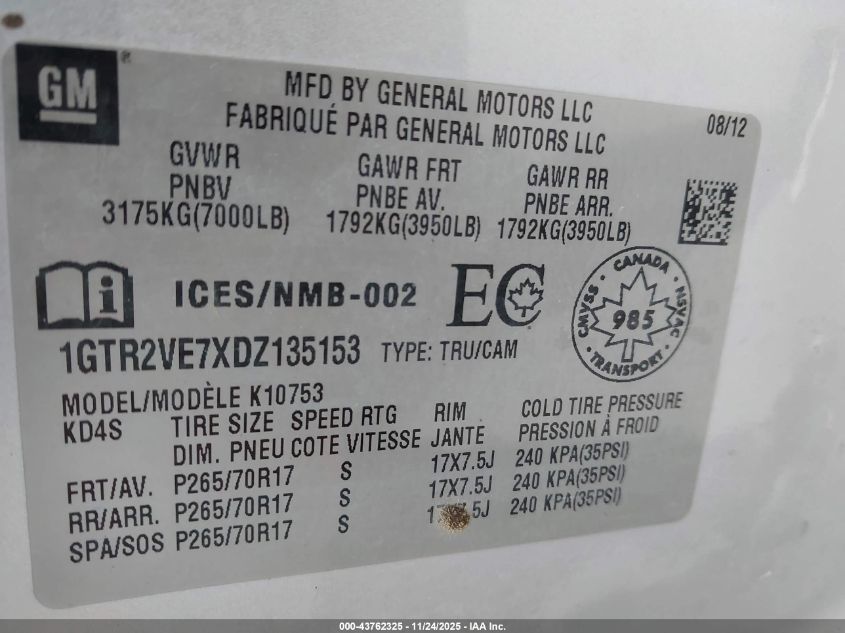 GM®
MFD BY GENERAL MOTORS LLC
FABRIQUÉ PAR GENERAL MOTORS LLC
08/12
GVWR GAWR FRT GAWR RR
PNBV PNBE AV. PNBE ARR.
3175KG(7000LB) 1792KG(3950LB) 1792KG(3950LB)
i ICES/NMB-002 EC
CANADA
CMVSS 985 NSVAC
TRANSPORT
1GTR2VE7XDZ135153 TYPE: TRU/CAM
MODEL/MODÈLE K10753
KD4S TIRE SIZE SPEED RTG RIM COLD TIRE PRESSURE
DIM. PNEU COTE VITESSE JANTE PRESSION À FROID
FRT/AV. P265/70R17 S 17X7.5J 240 KPA(35PSI)
RR/ARR. P265/70R17 S 17X7.5J 240 KPA(35PSI)
SPA/SOS P265/70R17 S 240 KPA(35PSI)
000-43762325 - 11/24/2025 - IAA Inc.